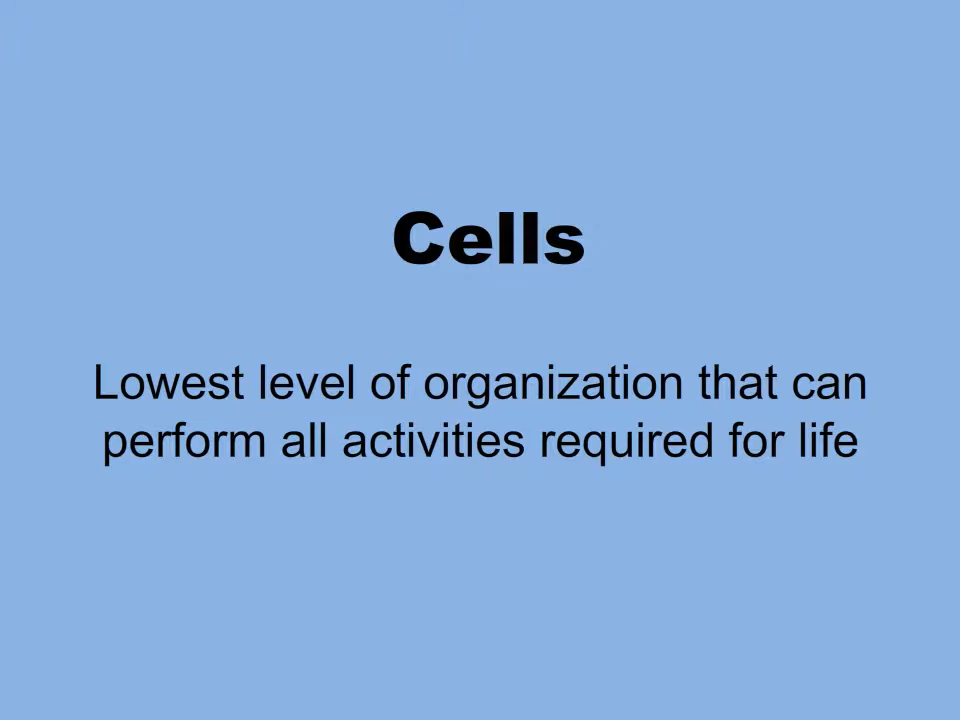 Cells
Lowest level of organization that can
perform all activities required for life